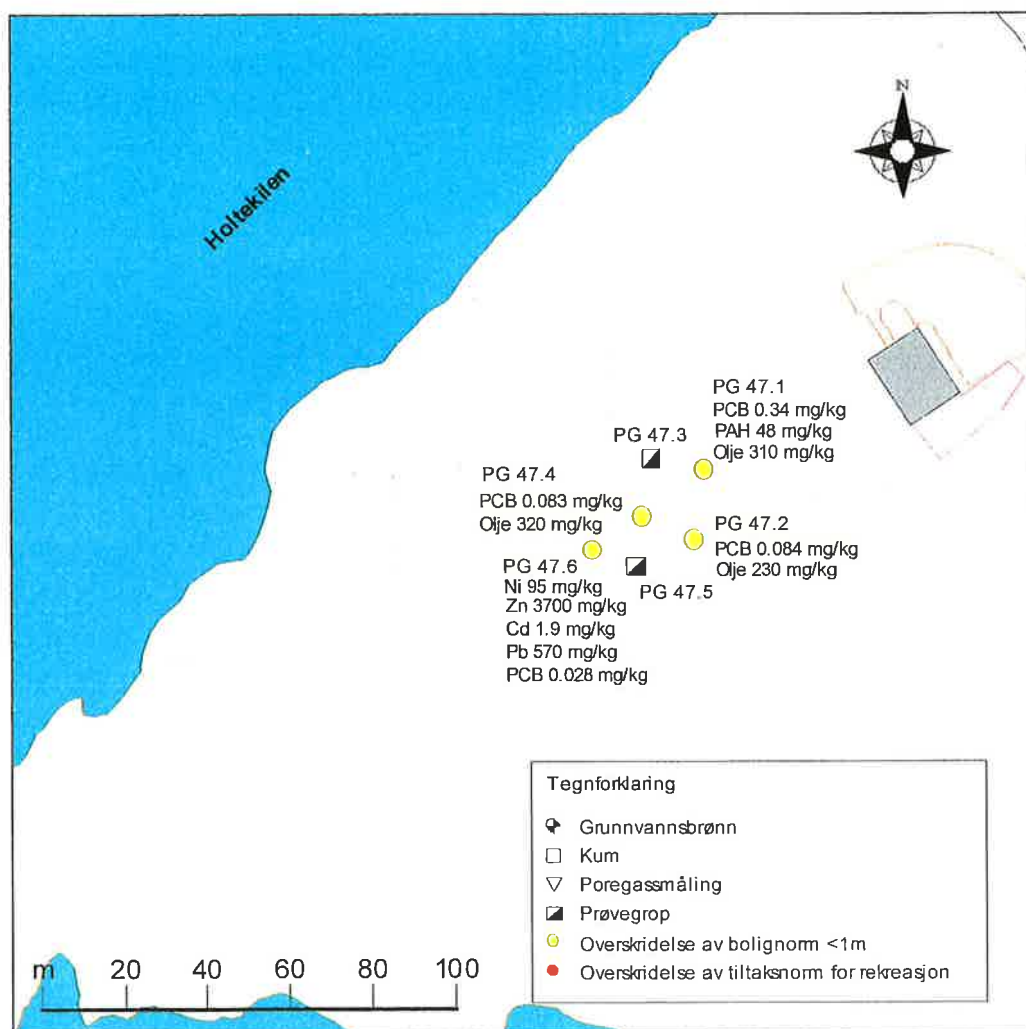 N
Holtekilen
PG 47.1
PCB 0.34 mg/kg
PAH 48 mg/kg
Olje 310 mg/kg
PG 47.3
PG 47.4
PCB 0.083 mg/kg
Olje 320 mg/kg
PG 47.2
PCB 0.084 mg/kg
Olje 230 mg/kg
PG 47.6
Ni 95 mg/kg
Zn 3700 mg/kg
Cd 1.9 mg/kg
Pb 570 mg/kg
PCB 0.028 mg/kg
PG 47.5
Tegnforklaring
Grunnvannsbrønn
Kum
Poregassmåling
Prøvegrop
Overskridelse av bolignorm <1m
Overskridelse av tiltaksnorm for rekreasjon
m 20 40 60 80 100